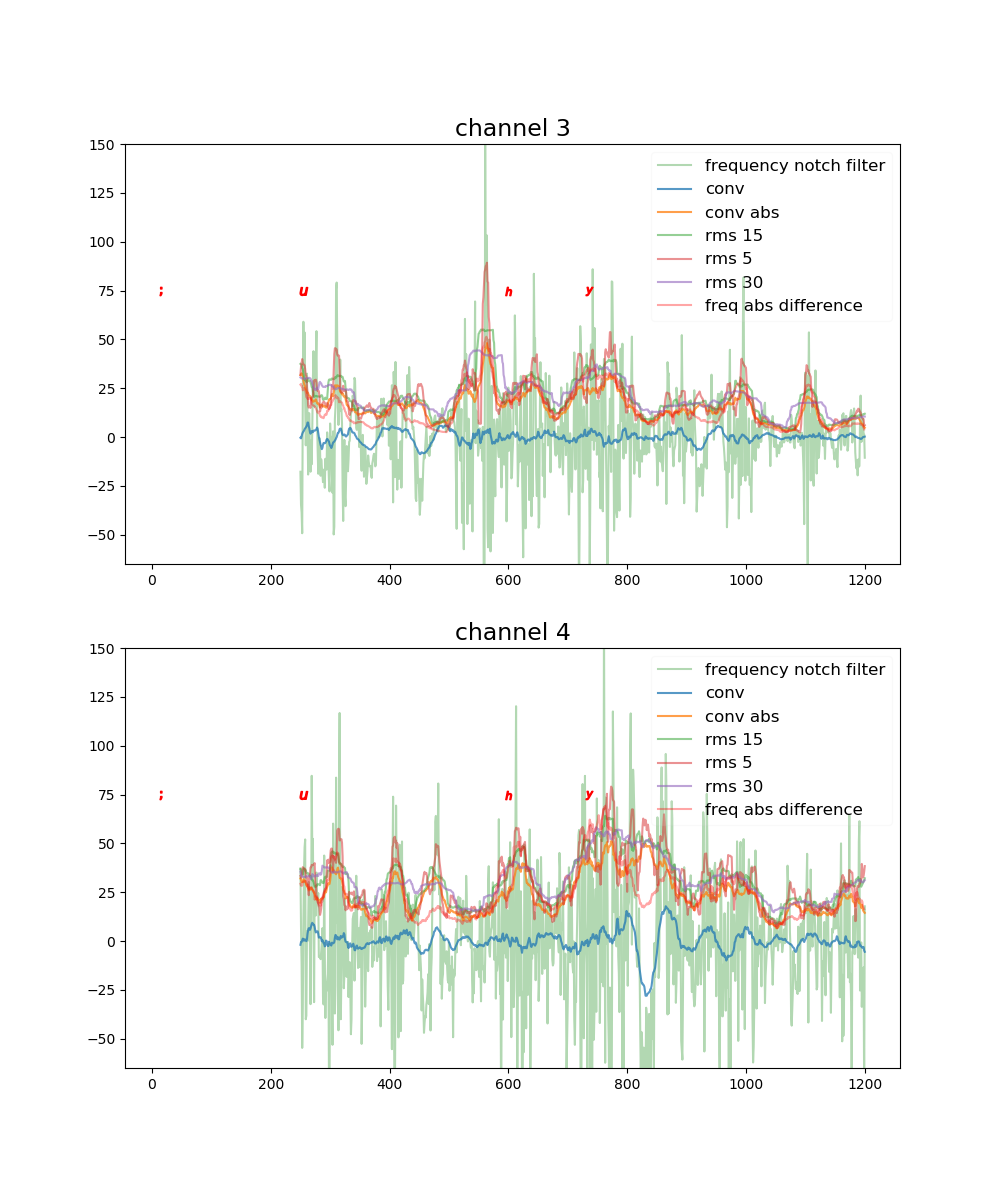 channel 3
150
125
100
75
50
25
0
−25
−50
frequency notch filter
conv
conv abs
rms 15
rms 5
rms 30
freq abs difference
; u h y
0 200 400 600 800 1000 1200
channel 4
150
125
100
75
50
25
0
−25
−50
frequency notch filter
conv
conv abs
rms 15
rms 5
rms 30
freq abs difference
; u h y
0 200 400 600 800 1000 1200